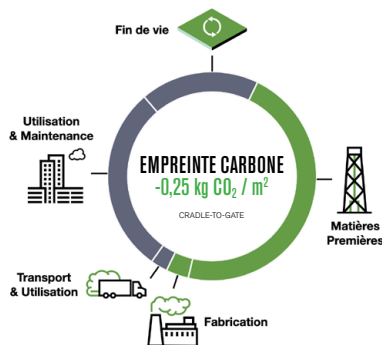 Fin de vie
Utilisation
& Maintenance
EMPREINTE CARBONE
-0,25 kg CO₂ / m²
CRADLE-TO-GATE
Matières
Premières
Transport
& Utilisation
Fabrication